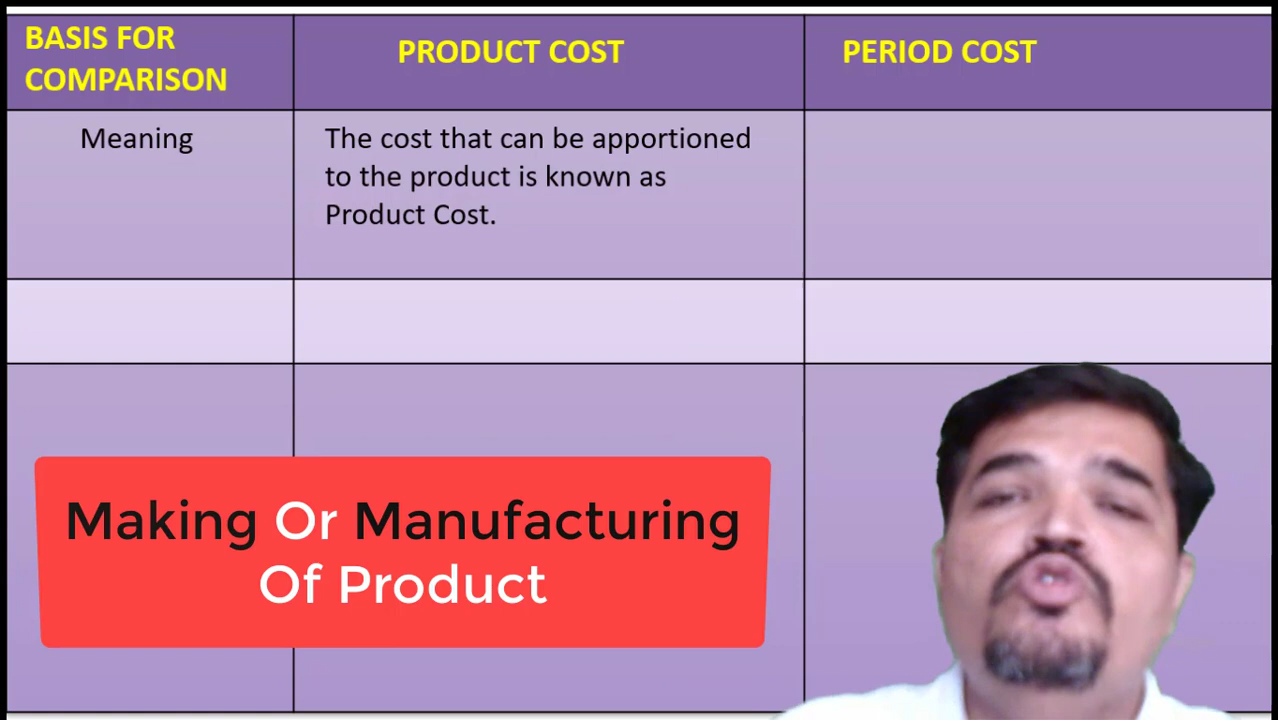 BASIS FOR
COMPARISON
PRODUCT COST
PERIOD COST
Meaning
The cost that can be apportioned
to the product is known as
Product Cost.
Making Or Manufacturing
Of Product